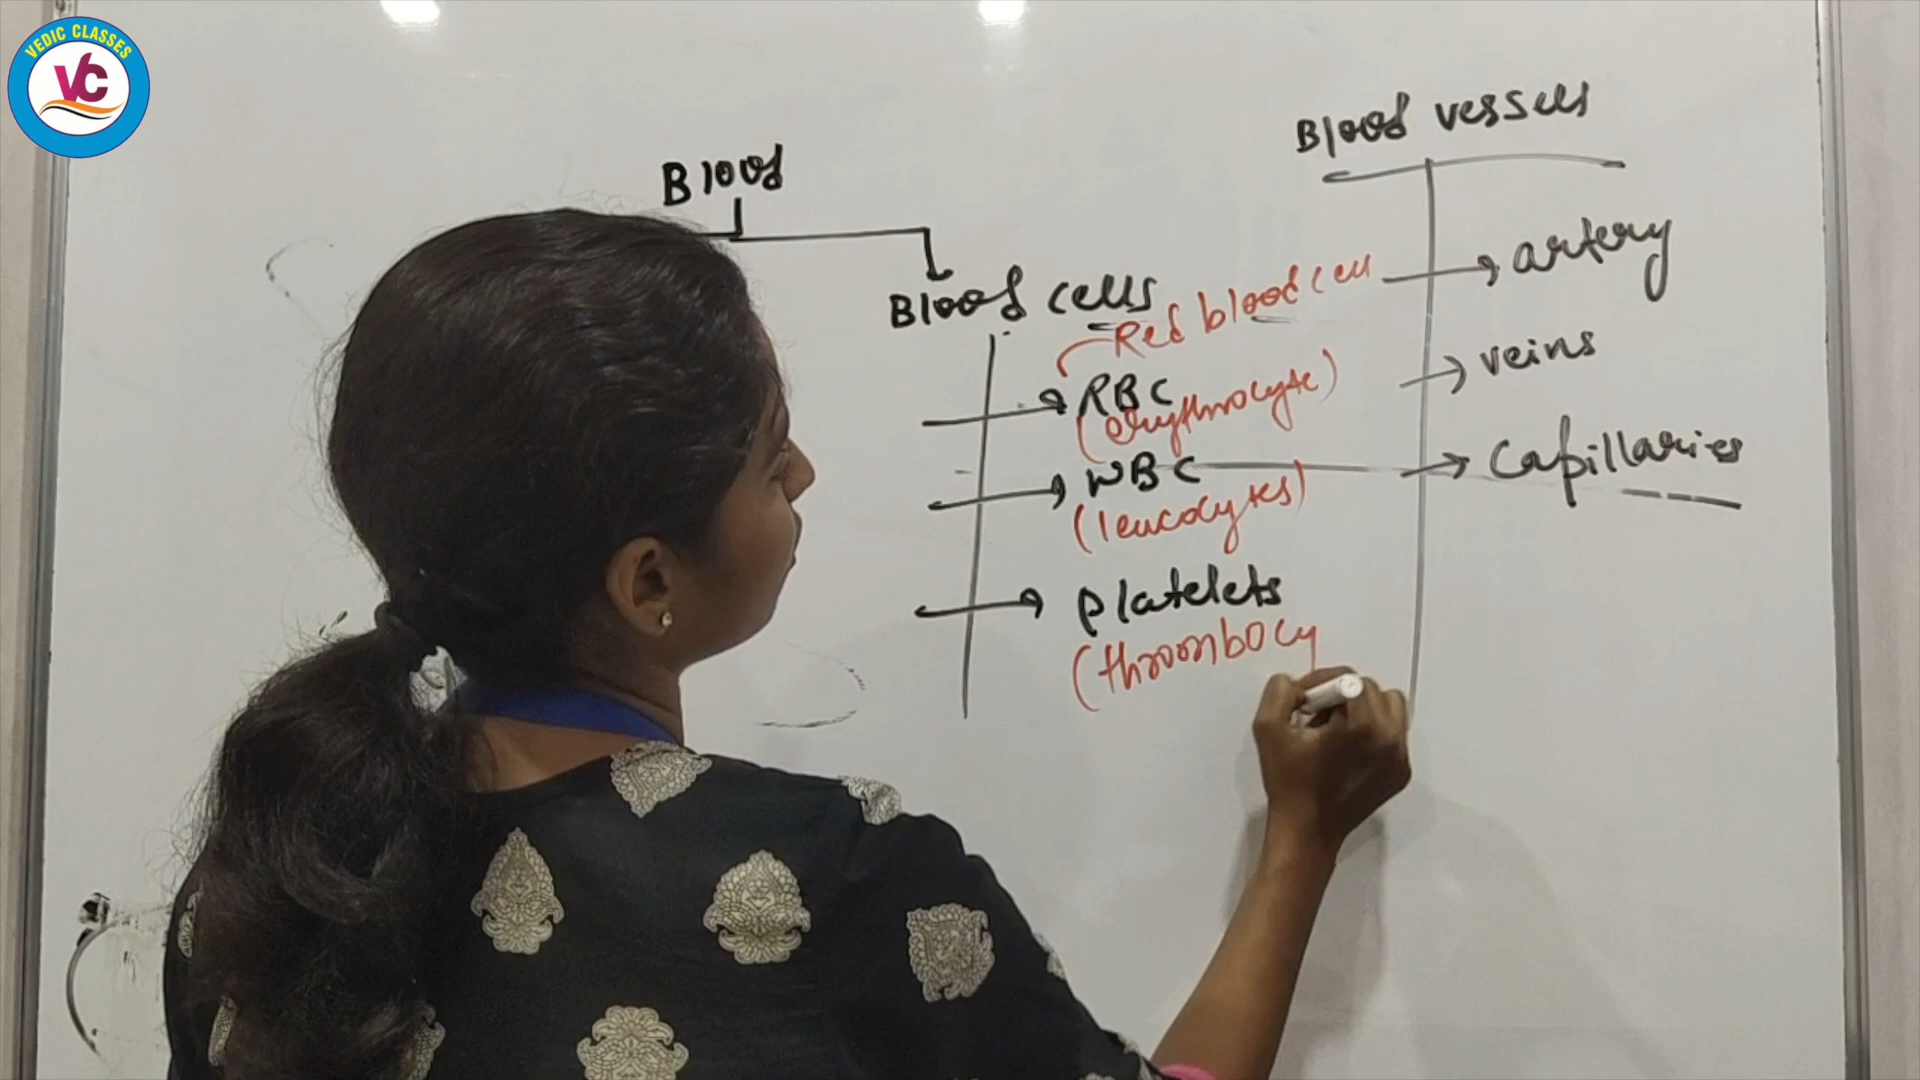 VEDIC CLASSES
VC
Blood
Blood cells
Red blood cell
RBC
(erythrocyte)
WBC
(leucocytes)
platelets
(thrombocy
Blood vessels
artery
veins
capillaries